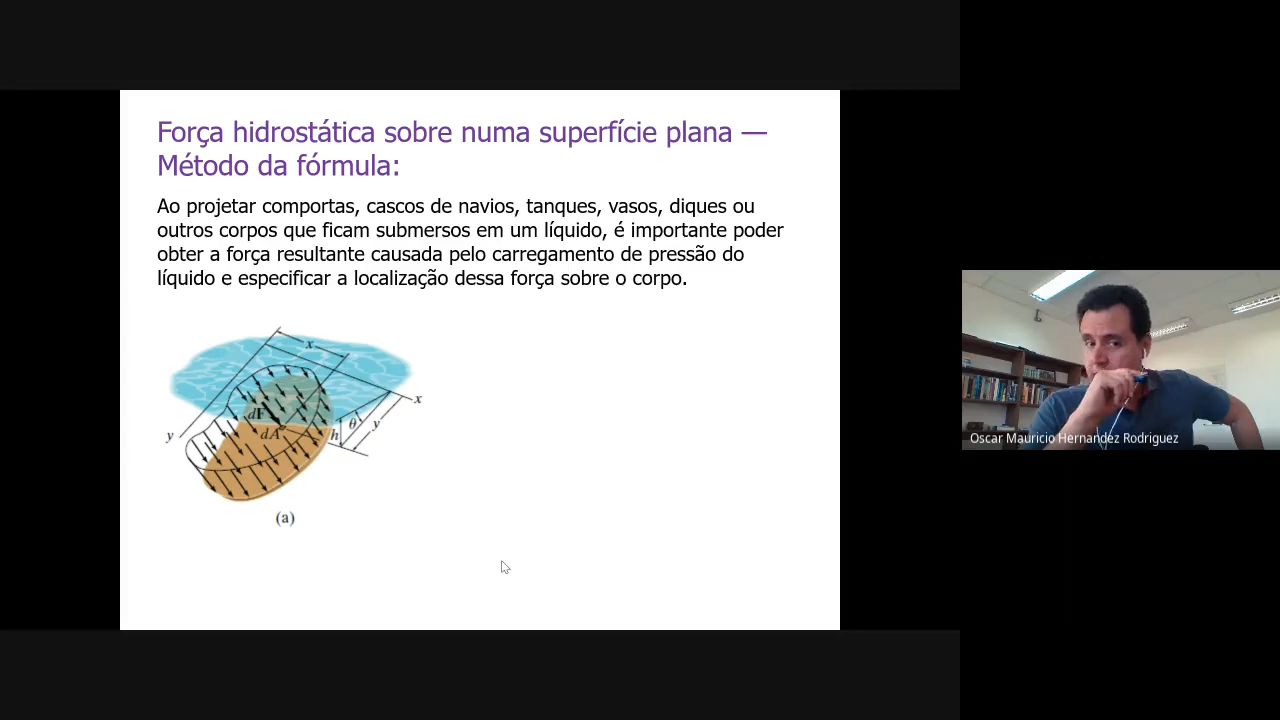 Força hidrostática sobre numa superfície plana —
Método da fórmula:
Ao projetar comportas, cascos de navios, tanques, vasos, diques ou
outros corpos que ficam submersos em um líquido, é importante poder
obter a força resultante causada pelo carregamento de pressão do
líquido e especificar a localização dessa força sobre o corpo.
x
x
dF
y
dA
h
θ
y
(a)
Oscar Mauricio Hernandez Rodriguez